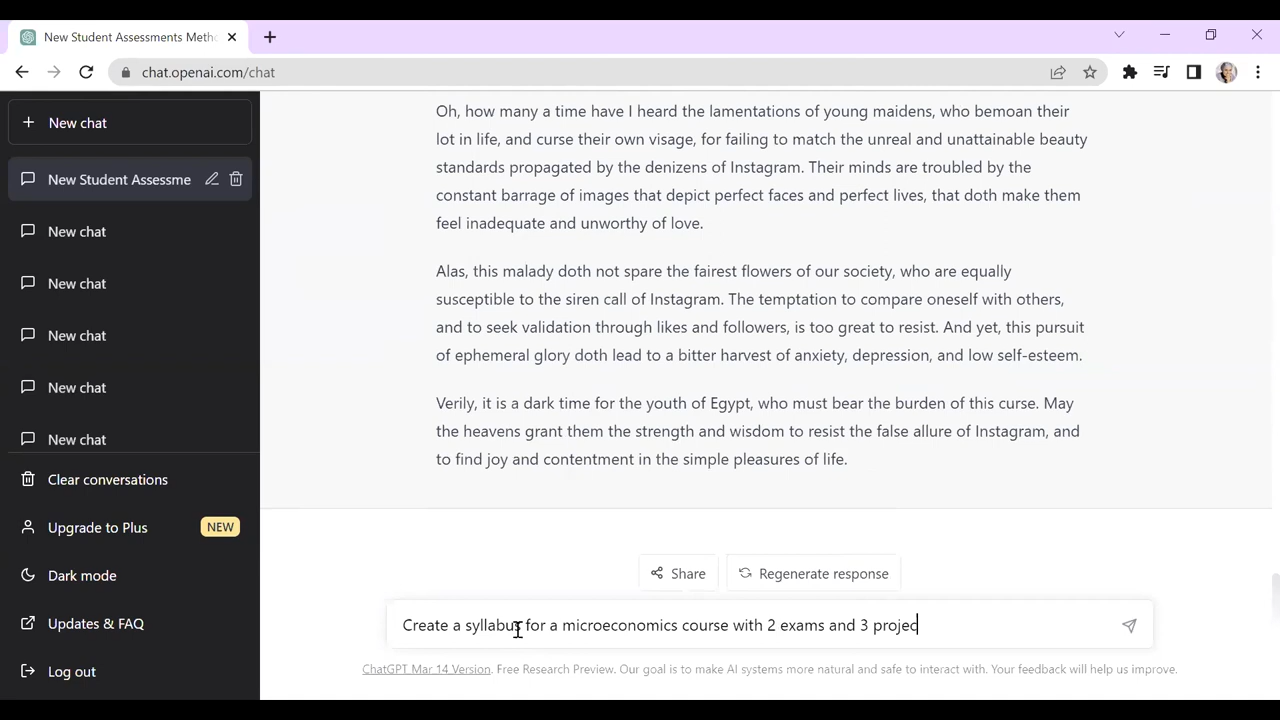 New Student Assessments Metho
chat.openai.com/chat
New chat
New Student Assessme
New chat
New chat
New chat
New chat
New chat
Clear conversations
Upgrade to Plus NEW
Dark mode
Updates & FAQ
Log out
Oh, how many a time have I heard the lamentations of young maidens, who bemoan their
lot in life, and curse their own visage, for failing to match the unreal and unattainable beauty
standards propagated by the denizens of Instagram. Their minds are troubled by the
constant barrage of images that depict perfect faces and perfect lives, that doth make them
feel inadequate and unworthy of love.
Alas, this malady doth not spare the fairest flowers of our society, who are equally
susceptible to the siren call of Instagram. The temptation to compare oneself with others,
and to seek validation through likes and followers, is too great to resist. And yet, this pursuit
of ephemeral glory doth lead to a bitter harvest of anxiety, depression, and low self-esteem.
Verily, it is a dark time for the youth of Egypt, who must bear the burden of this curse. May
the heavens grant them the strength and wisdom to resist the false allure of Instagram, and
to find joy and contentment in the simple pleasures of life.
Share
Regenerate response
Create a syllabus for a microeconomics course with 2 exams and 3 projec
ChatGPT Mar 14 Version. Free Research Preview. Our goal is to make AI systems more natural and safe to interact with. Your feedback will help us improve.